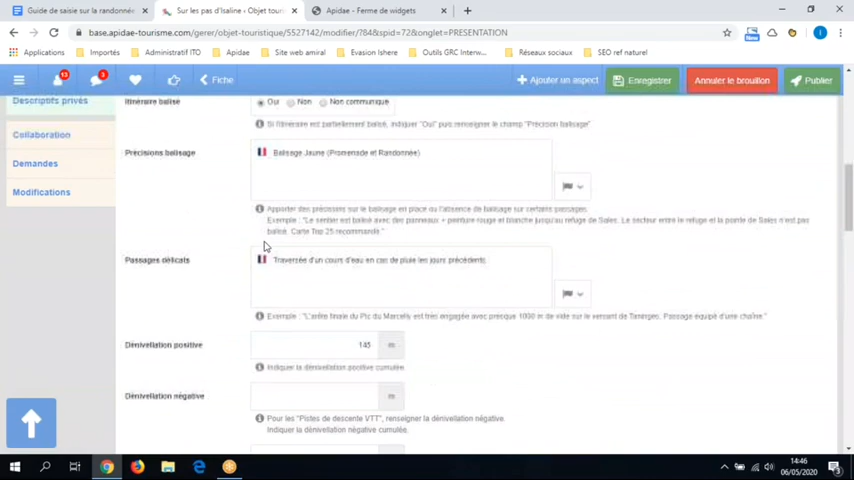 Guide de saisie sur la randonnée
Sur les pas d'Isaline • Objet tour
Apidae - Ferme de widgets
base.apidae-tourisme.com/gerer/objet-touristique/5527142/modifier/?84&spid=72&onglet=PRESENTATION
Applications
Importés
Administratif ITO
Apidae
Site web amiral
Evasion Ishere
Outils GRC Interw...
Réseaux sociaux
SEO ref naturel
13
3
Fiche
Ajouter un aspect
Enregistrer
Annuler le brouillon
Publier
Descriptifs privés
Collaboration
Demandes
Modifications
Itinéraire balisé
Oui
Non
Non communiqué
Si l'itinéraire est partiellement balisé, indiquer "Oui" puis renseigner le champ "Précision balisage"
Précisions balisage
Balisage Jaune (Promenade et Randonnée)
Apporter des précisions sur le balisage en place ou l'absence de balisage sur certains passages.
Exemple : "Le sentier est balisé avec des panneaux + peinture rouge et blanche jusqu'au refuge de Sales. Le secteur entre le refuge et la pointe de Sales n'est pas
balisé. Carte Top 25 recommandé."
Passages délicats
Traversée d'un cours d'eau en cas de pluie les jours précédents.
Exemple : "L'arête finale du Pic du Marcelly est très engagée avec presque 1000 m de vide sur le versant de Taninges. Passage équipé d'une chaîne."
Dénivellation positive
145
m
Indiquer la dénivellation positive cumulée.
Dénivellation négative
m
Pour les "Pistes de descente VTT", renseigner la dénivellation négative.
Indiquer la dénivellation négative cumulée.
14:46
06/05/2020